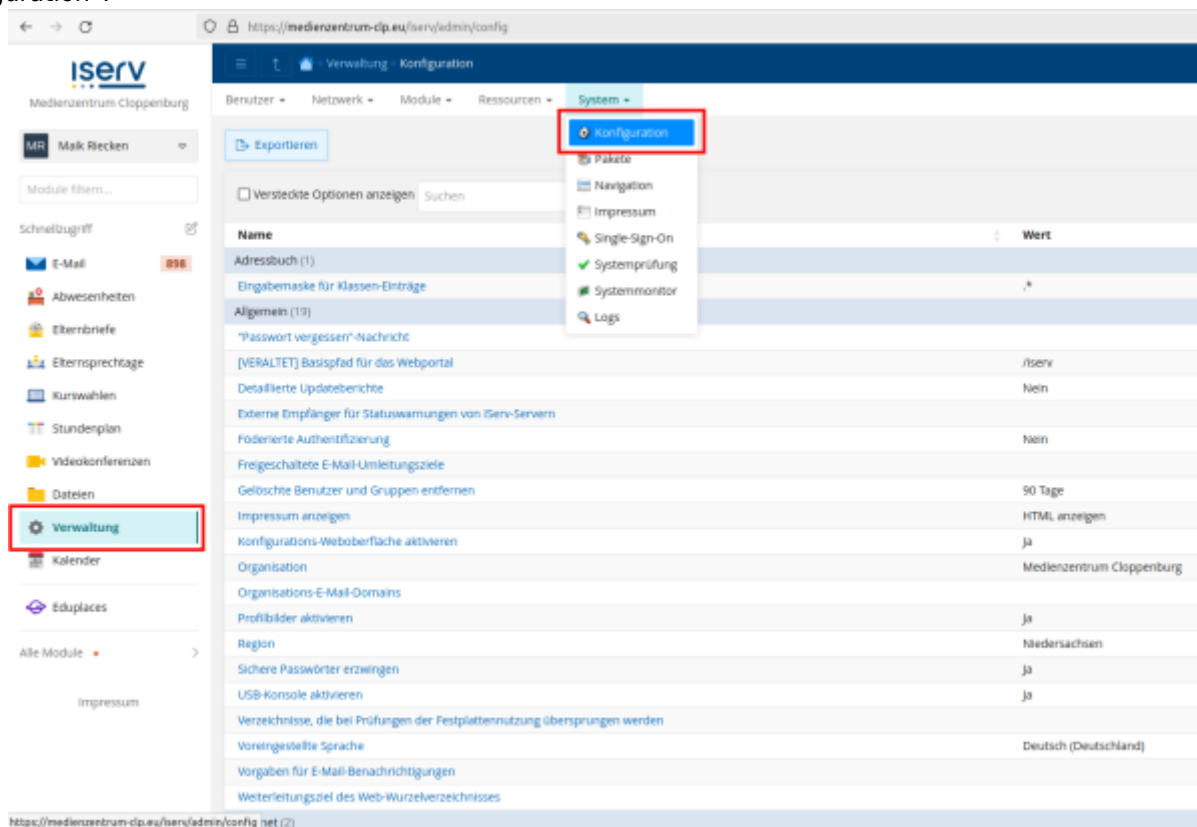 guration".
https://medienzentrum-clp.eu/iserv/admin/config
IServ
Medienzentrum Cloppenburg
MR Maik Riecken
Module filtern...
Schnellzugriff
E-Mail 898
Abwesenheiten
Elternbriefe
Elternsprechtage
Kurswahlen
Stundenplan
Videokonferenzen
Dateien
Verwaltung
Kalender
Eduplaces
Alle Module
Impressum
Verwaltung Konfiguration
Benutzer Netzwerk Module Ressourcen System
Konfiguration
Pakete
Navigation
Impressum
Single-Sign-On
Systemprüfung
Systemmonitor
Logs
Exportieren
Versteckte Optionen anzeigen Suchen
Name Wert
Adressbuch (1)
Eingabemaske für Klassen-Einträge .*
Allgemein (19)
"Passwort vergessen"-Nachricht
[VERALTET] Basispfad für das Webportal /iserv
Detaillierte Updateberichte Nein
Externe Empfänger für Statuswarnungen von IServ-Servern
Föderierte Authentifizierung Nein
Freigeschaltete E-Mail-Umleitungsziele
Gelöschte Benutzer und Gruppen entfernen 90 Tage
Impressum anzeigen HTML anzeigen
Konfigurations-Weboberfläche aktivieren Ja
Organisation Medienzentrum Cloppenburg
Organisations-E-Mail-Domains
Profilbilder aktivieren Ja
Region Niedersachsen
Sichere Passwörter erzwingen Ja
USB-Konsole aktivieren Ja
Verzeichnisse, die bei Prüfungen der Festplattennutzung übersprungen werden
Voreingestellte Sprache Deutsch (Deutschland)
Vorgaben für E-Mail-Benachrichtigungen
Weiterleitungsziel des Web-Wurzelverzeichnisses
https://medienzentrum-clp.eu/iserv/admin/config net (2)